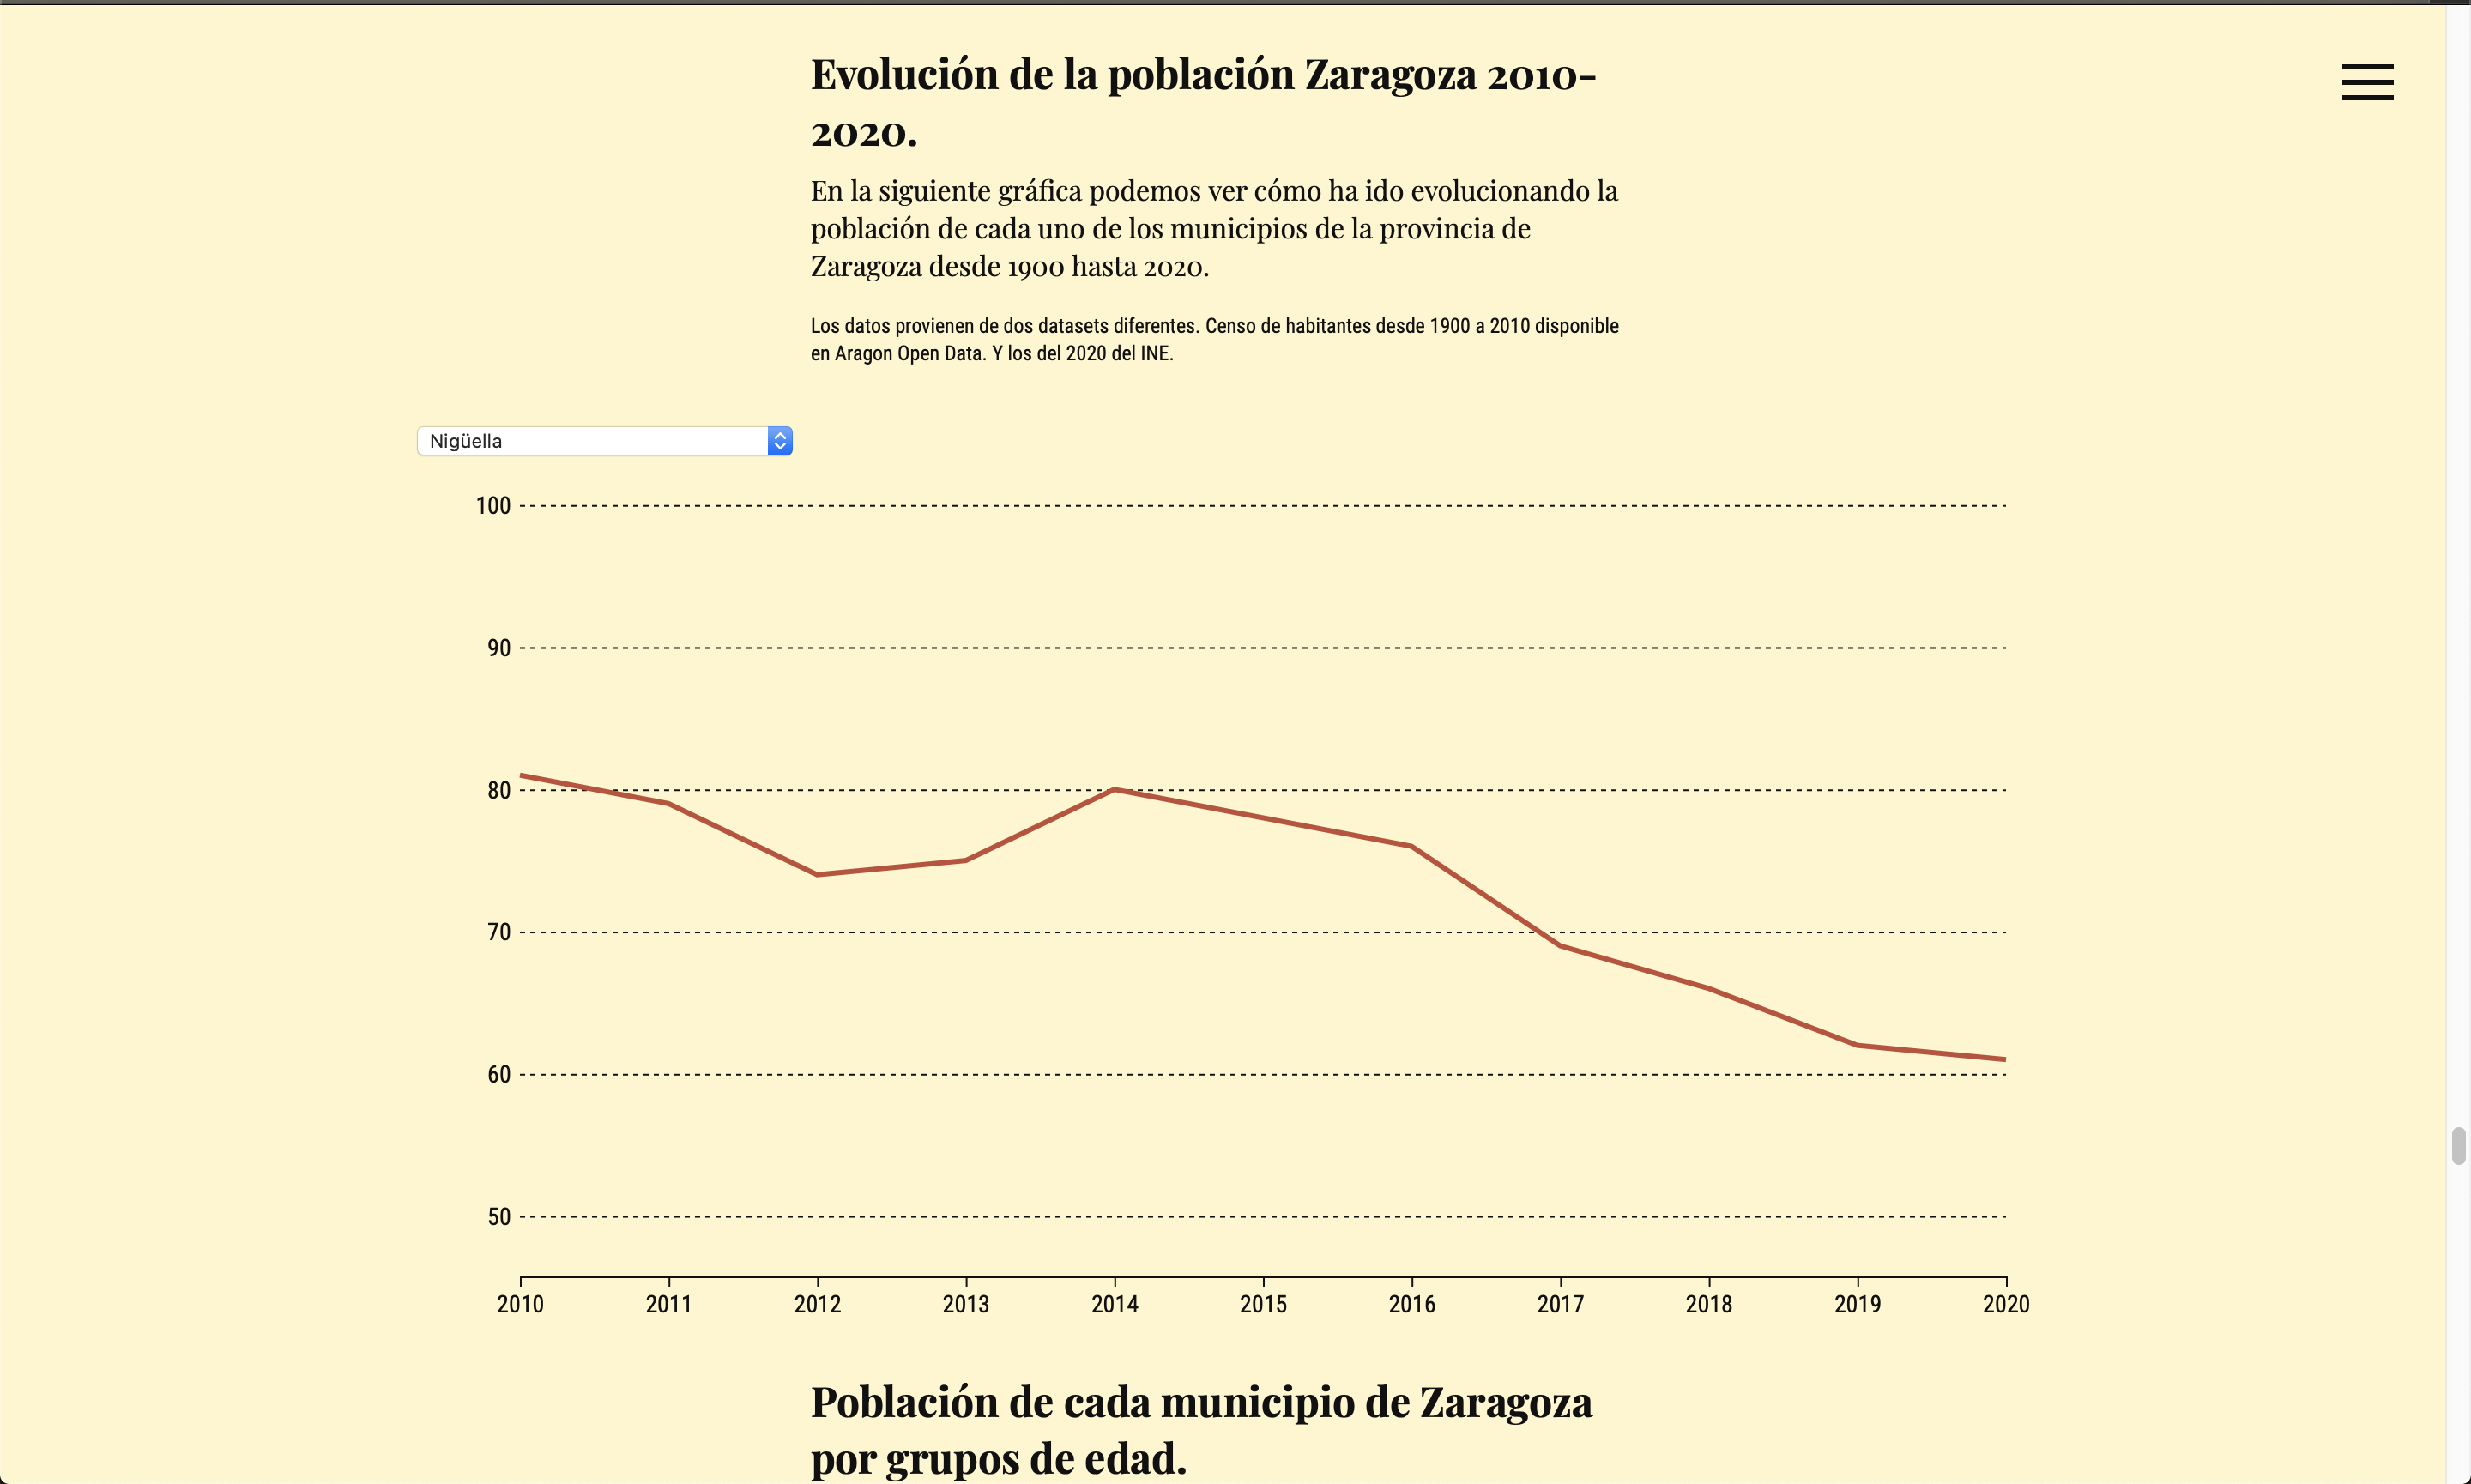 Evolución de la población Zaragoza 2010-
2020.
En la siguiente gráfica podemos ver cómo ha ido evolucionando la
población de cada uno de los municipios de la provincia de
Zaragoza desde 1900 hasta 2020.
Los datos provienen de dos datasets diferentes. Censo de habitantes desde 1900 a 2010 disponible
en Aragon Open Data. Y los del 2020 del INE.
Nigüella
100
90
80
70
60
50
2010 2011 2012 2013 2014 2015 2016 2017 2018 2019 2020
Población de cada municipio de Zaragoza
por grupos de edad.